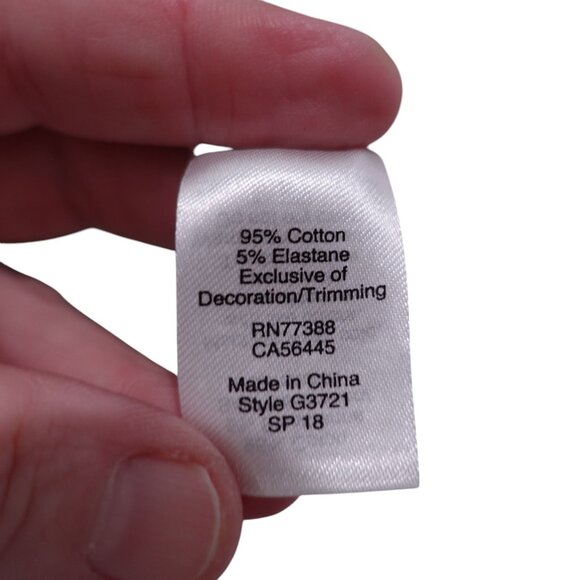 95% Cotton
5% Elastane
Exclusive of
Decoration/Trimming
RN77388
CA56445
Made in China
Style G3721
SP 18